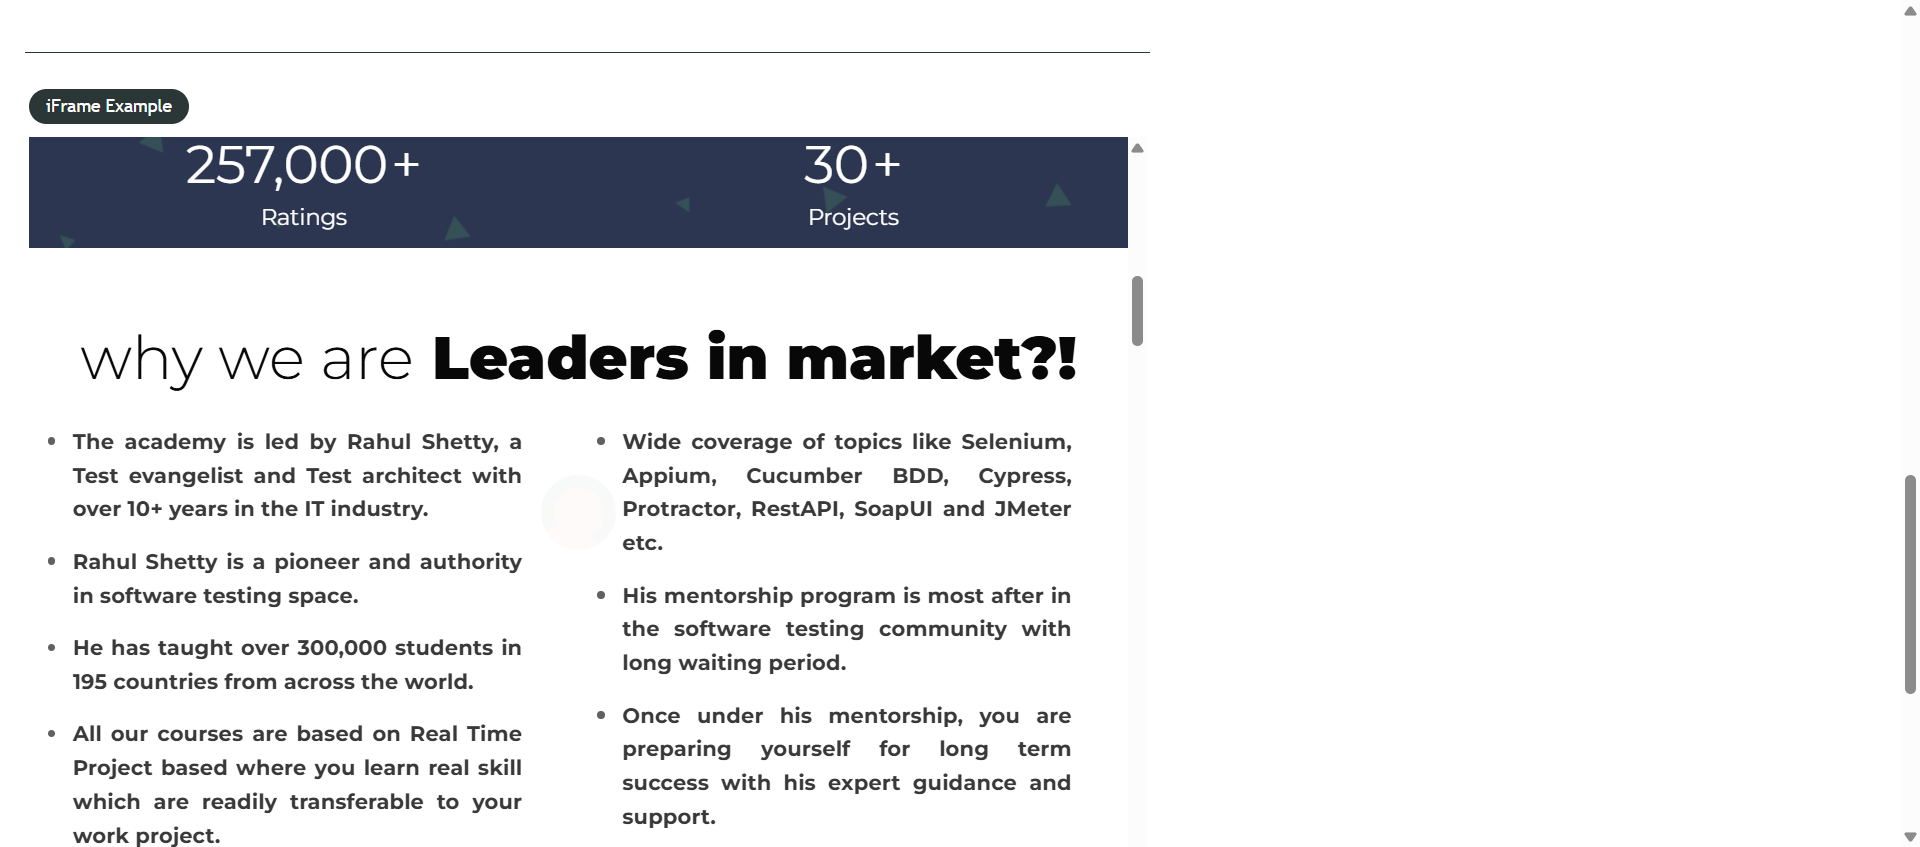 iFrame Example
257,000+
30+
Ratings
Projects
why we are Leaders in market?!
The academy is led by Rahul Shetty, a
Test evangelist and Test architect with
over 10+ years in the IT industry.
Rahul Shetty is a pioneer and authority
in software testing space.
He has taught over 300,000 students in
195 countries from across the world.
All our courses are based on Real Time
Project based where you learn real skill
which are readily transferable to your
work project.
Wide coverage of topics like Selenium,
Appium, Cucumber BDD, Cypress,
Protractor, RestAPI, SoapUI and JMeter
etc.
His mentorship program is most after in
the software testing community with
long waiting period.
Once under his mentorship, you are
preparing yourself for long term
success with his expert guidance and
support.